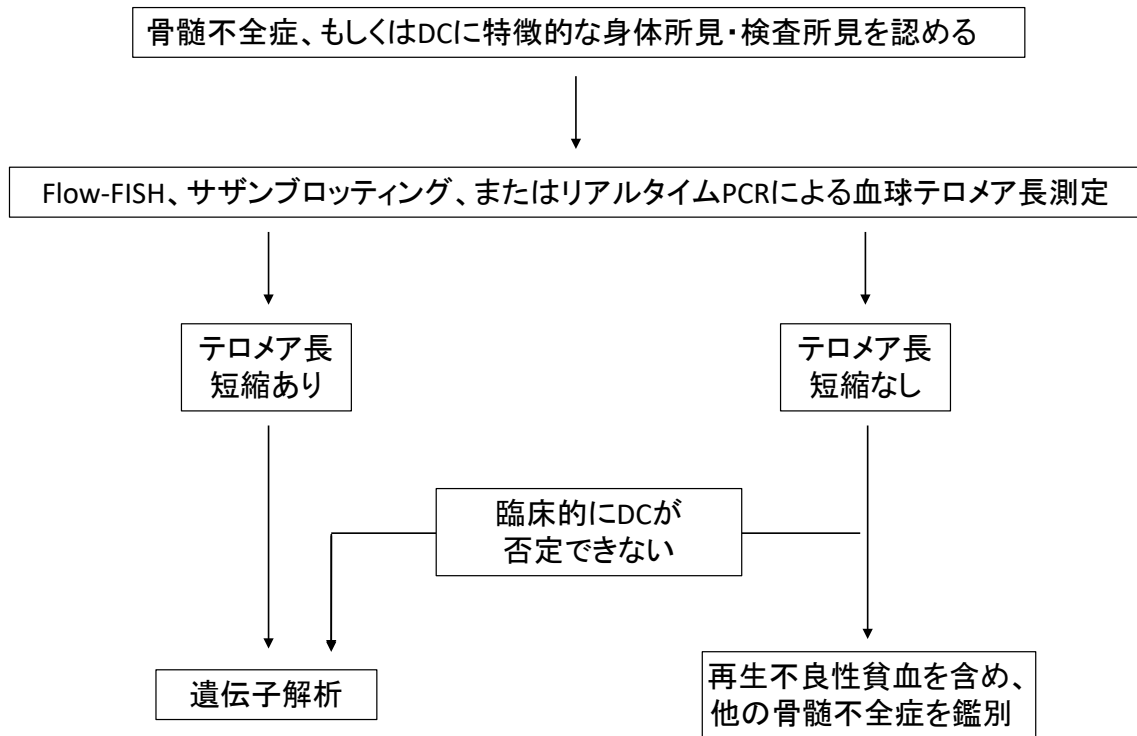 骨髄不全症、もしくはDCに特徴的な身体所見・検査所見を認める
Flow-FISH、サザンブロッティング、またはリアルタイムPCRによる血球テロメア長測定
テロメア長
短縮あり
テロメア長
短縮なし
臨床的にDCが
否定できない
遺伝子解析
再生不良性貧血を含め、
他の骨髄不全症を鑑別